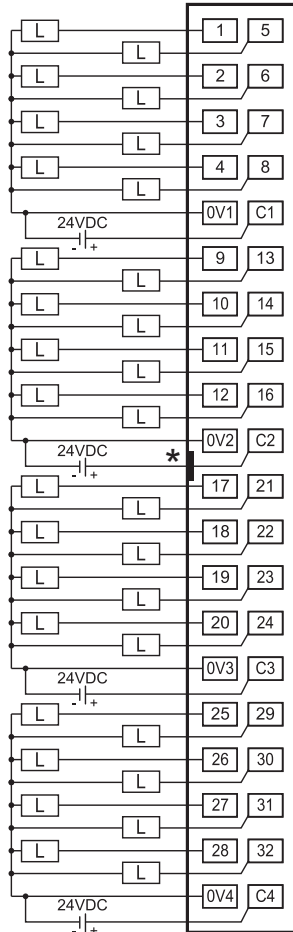 L 1 5
L
L 2 6
L
L 3 7
L
L 4 8
L
0V1 C1
24VDC
- +
L 9 13
L
L 10 14
L
L 11 15
L
L 12 16
L
0V2 C2
24VDC
- + *
L 17 21
L
L 18 22
L
L 19 23
L
L 20 24
L
0V3 C3
24VDC
- +
L 25 29
L
L 26 30
L
L 27 31
L
L 28 32
L
0V4 C4
24VDC
- +